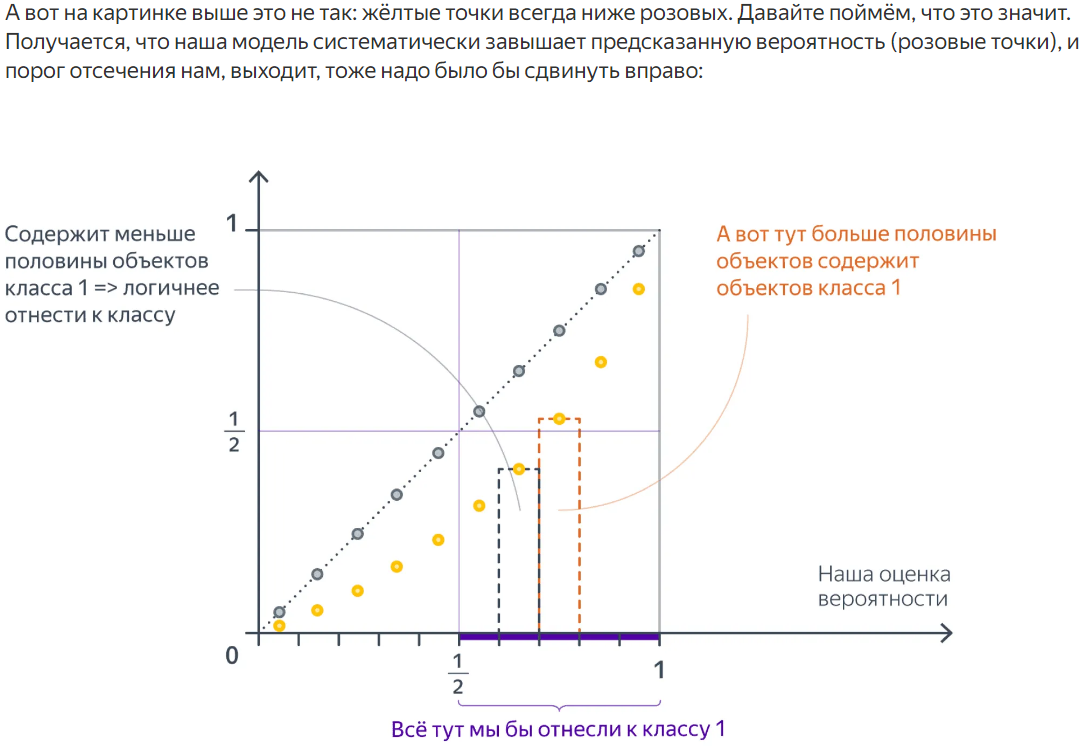 А вот на картинке выше это не так: жёлтые точки всегда ниже розовых. Давайте поймём, что это значит.
Получается, что наша модель систематически завышает предсказанную вероятность (розовые точки), и
порог отсечения нам, выходит, тоже надо было бы сдвинуть вправо:
1
Содержит меньше
половины объектов
класса 1 => логичнее
отнести к классу
А вот тут больше половины
объектов содержит
объектов класса 1
1
2
Наша оценка
вероятности
0
1
2
1
Всё тут мы бы отнесли к классу 1